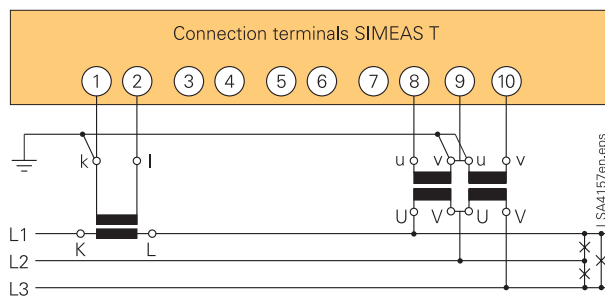 Connection terminals SIMEAS T
1 2 3 4 5 6 7 8 9 10
k l u v u v
U V U V
L1 K L
L2
L3
LSA4157en.eps